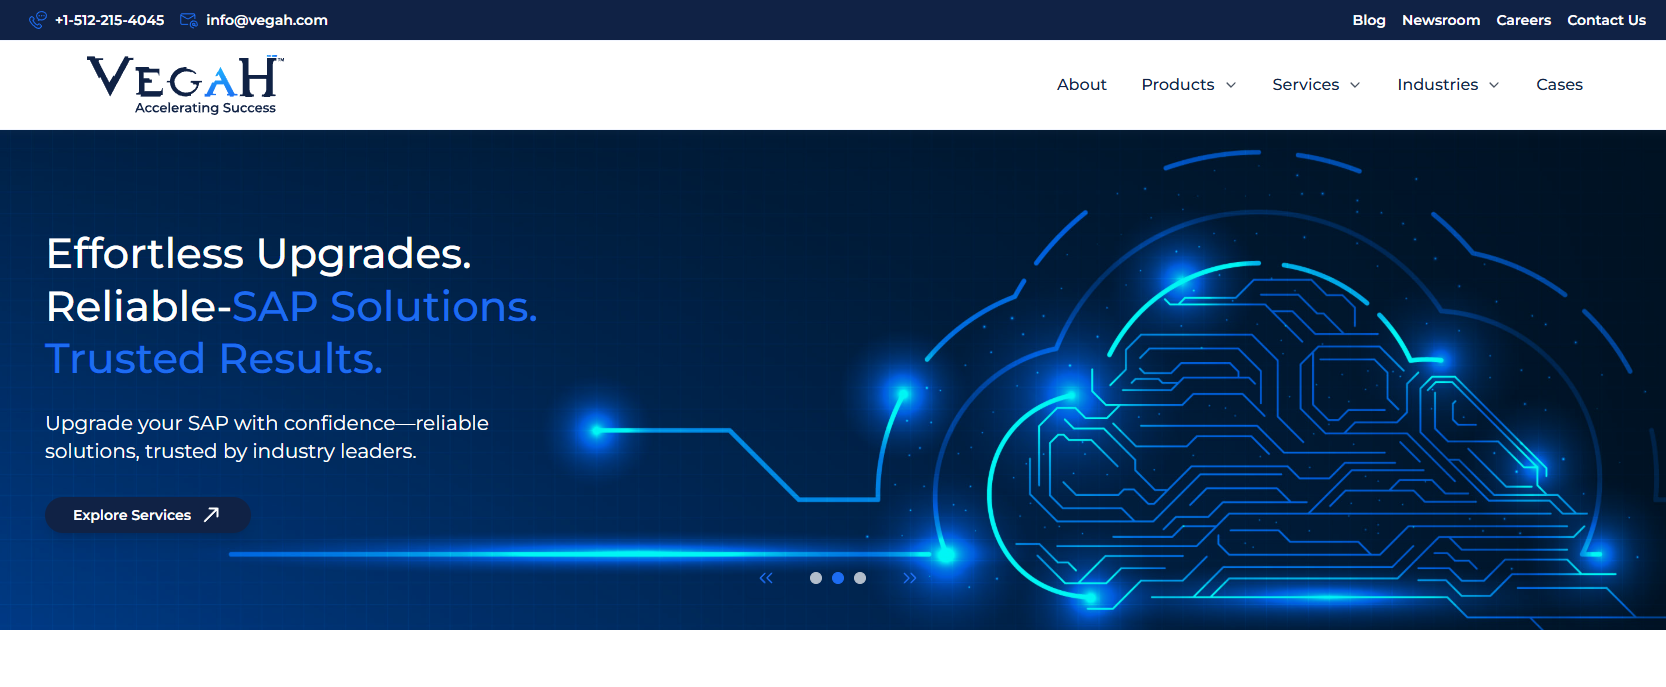 +1-512-215-4045 info@vegah.com Blog Newsroom Careers Contact Us
VEGAH™
Accelerating Success
About Products Services Industries Cases
Effortless Upgrades.
Reliable-SAP Solutions.
Trusted Results.
Upgrade your SAP with confidence—reliable
solutions, trusted by industry leaders.
Explore Services